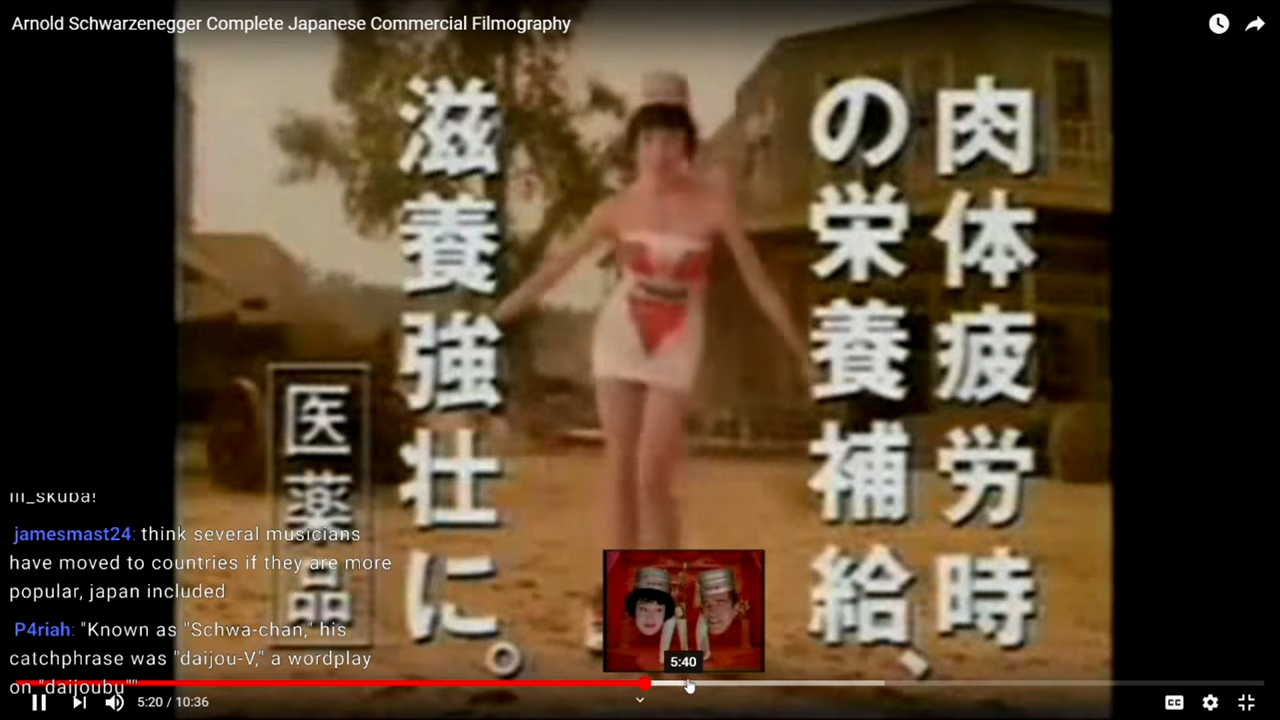 Arnold Schwarzenegger Complete Japanese Commercial Filmography
肉体疲労時
の栄養補給、
滋養強壮に。
医薬品
m_skuba!
jamesmast24: think several musicians
have moved to countries if they are more
popular, japan included
P4riah: "Known as "Schwa-chan," his
catchphrase was "daijou-V," a wordplay
on "daijoubu""
5:40
5:20 / 10:36
CC